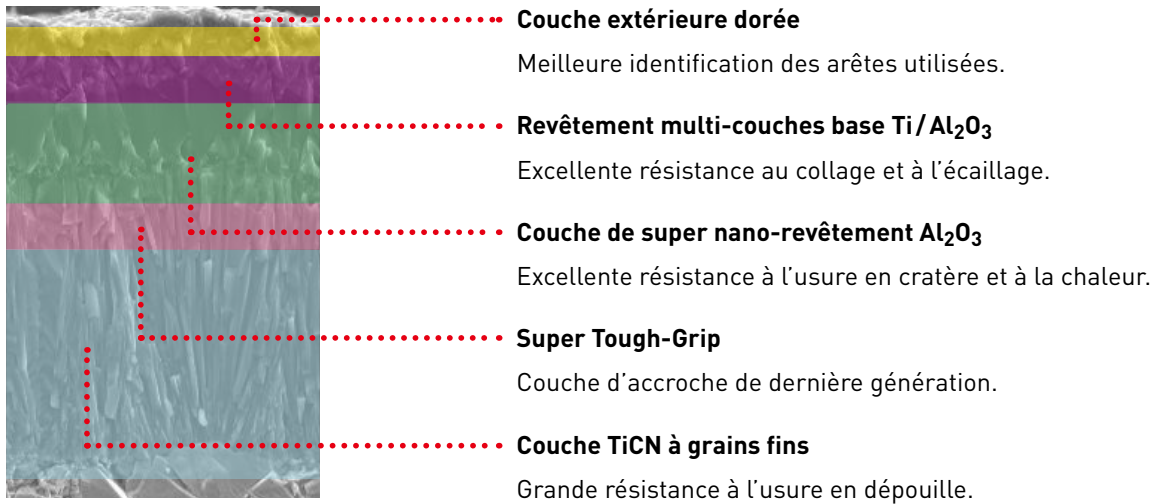 Couche extérieure dorée
Meilleure identification des arêtes utilisées.
Revêtement multi-couches base Ti/Al₂O₃
Excellente résistance au collage et à l’écaillage.
Couche de super nano-revêtement Al₂O₃
Excellente résistance à l’usure en cratère et à la chaleur.
Super Tough-Grip
Couche d’accroche de dernière génération.
Couche TiCN à grains fins
Grande résistance à l’usure en dépouille.